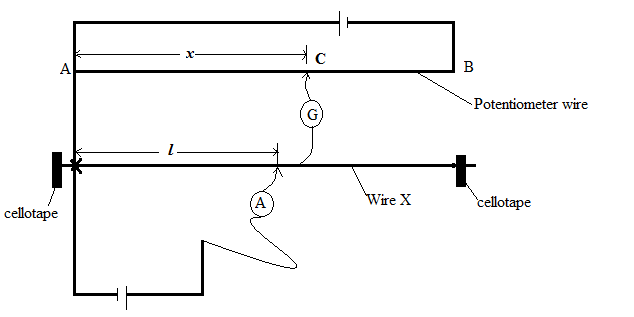 x
C
A
B
Potentiometer wire
G
l
A
Wire X
cellotape
cellotape